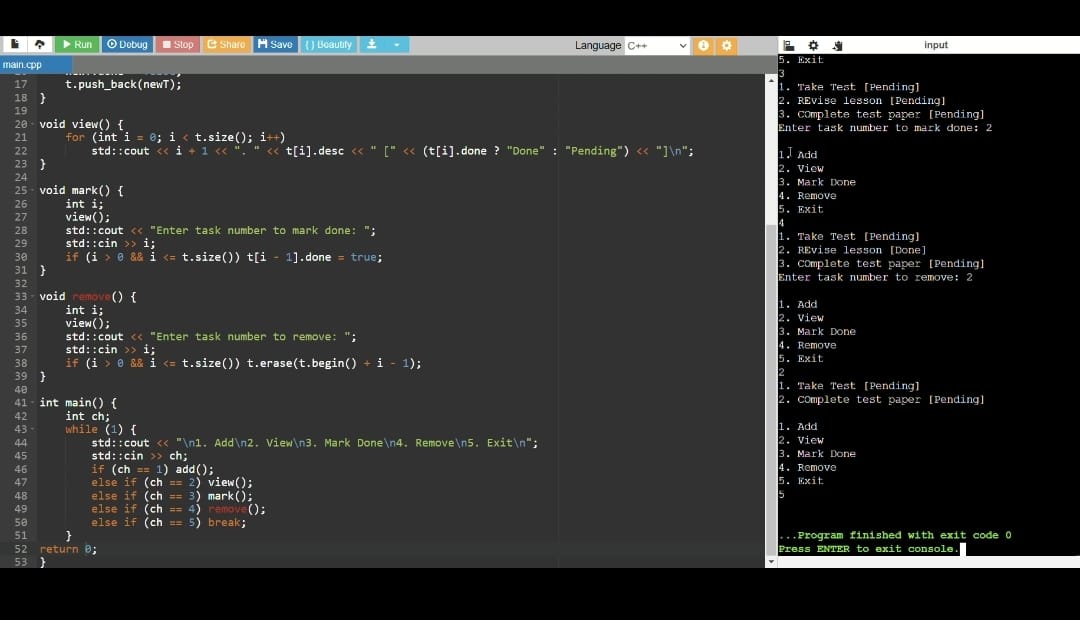 Run Debug Stop Share Save { } Beautify Language C++ input
main.cpp
17 t.push_back(newT);
18 }
19
20 void view() {
21 for (int i = 0; i < t.size(); i++)
22 std::cout << i + 1 << ". " << t[i].desc << " [" << (t[i].done ? "Done" : "Pending") << "]\n";
23 }
24
25 void mark() {
26 int i;
27 view();
28 std::cout << "Enter task number to mark done: ";
29 std::cin >> i;
30 if (i > 0 && i <= t.size()) t[i - 1].done = true;
31 }
32
33 void remove() {
34 int i;
35 view();
36 std::cout << "Enter task number to remove: ";
37 std::cin >> i;
38 if (i > 0 && i <= t.size()) t.erase(t.begin() + i - 1);
39 }
40
41 int main() {
42 int ch;
43 while (1) {
44 std::cout << "\n1. Add\n2. View\n3. Mark Done\n4. Remove\n5. Exit\n";
45 std::cin >> ch;
46 if (ch == 1) add();
47 else if (ch == 2) view();
48 else if (ch == 3) mark();
49 else if (ch == 4) remove();
50 else if (ch == 5) break;
51 }
52 return 0;
53 }
5. Exit
3
1. Take Test [Pending]
2. REvise lesson [Pending]
3. COmplete test paper [Pending]
Enter task number to mark done: 2
1. Add
2. View
3. Mark Done
4. Remove
5. Exit
4
1. Take Test [Pending]
2. REvise lesson [Done]
3. COmplete test paper [Pending]
Enter task number to remove: 2
1. Add
2. View
3. Mark Done
4. Remove
5. Exit
2
1. Take Test [Pending]
2. COmplete test paper [Pending]
1. Add
2. View
3. Mark Done
4. Remove
5. Exit
5
...Program finished with exit code 0
Press ENTER to exit console.